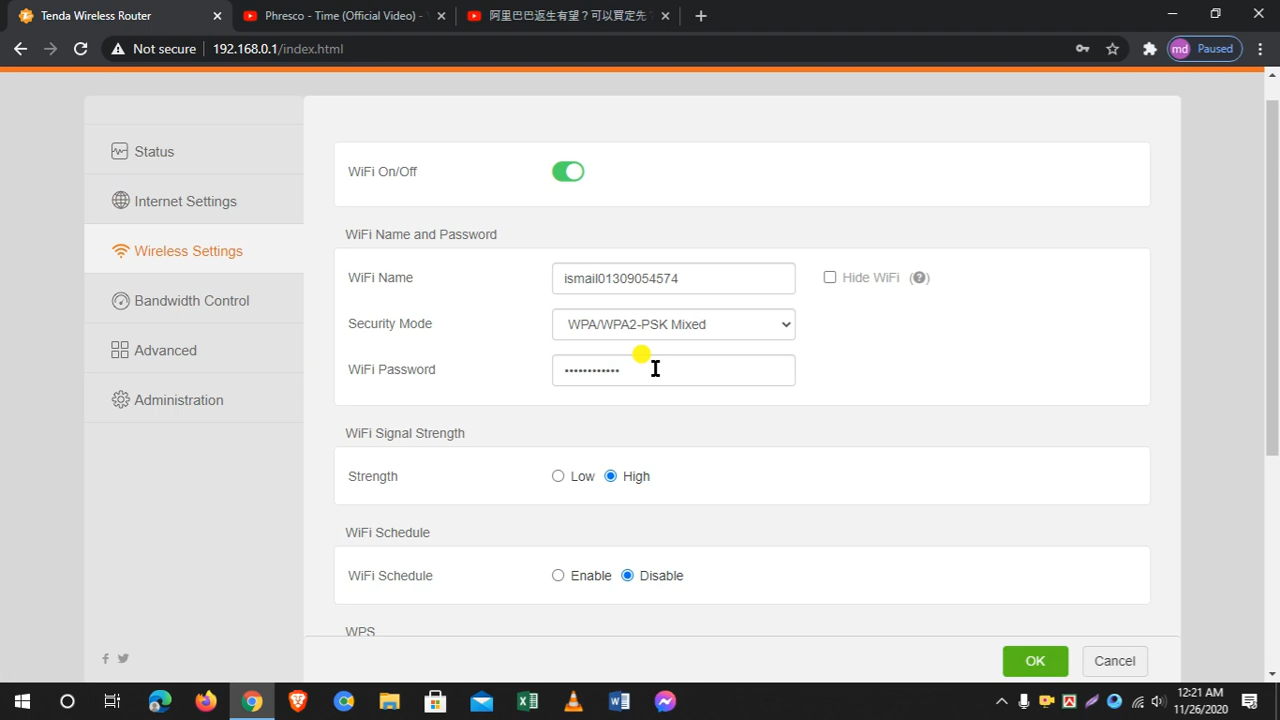 Tenda Wireless Router
Phresco - Time (Official Video) -
阿里巴巴返生有望？可以買定先
Not secure
192.168.0.1/index.html
md Paused
Status
Internet Settings
Wireless Settings
Bandwidth Control
Advanced
Administration
WiFi On/Off
WiFi Name and Password
WiFi Name
ismail01309054574
Hide WiFi (?)
Security Mode
WPA/WPA2-PSK Mixed
WiFi Password
••••••••••••
WiFi Signal Strength
Strength
Low
High
WiFi Schedule
WiFi Schedule
Enable
Disable
WPS
OK
Cancel
12:21 AM
11/26/2020